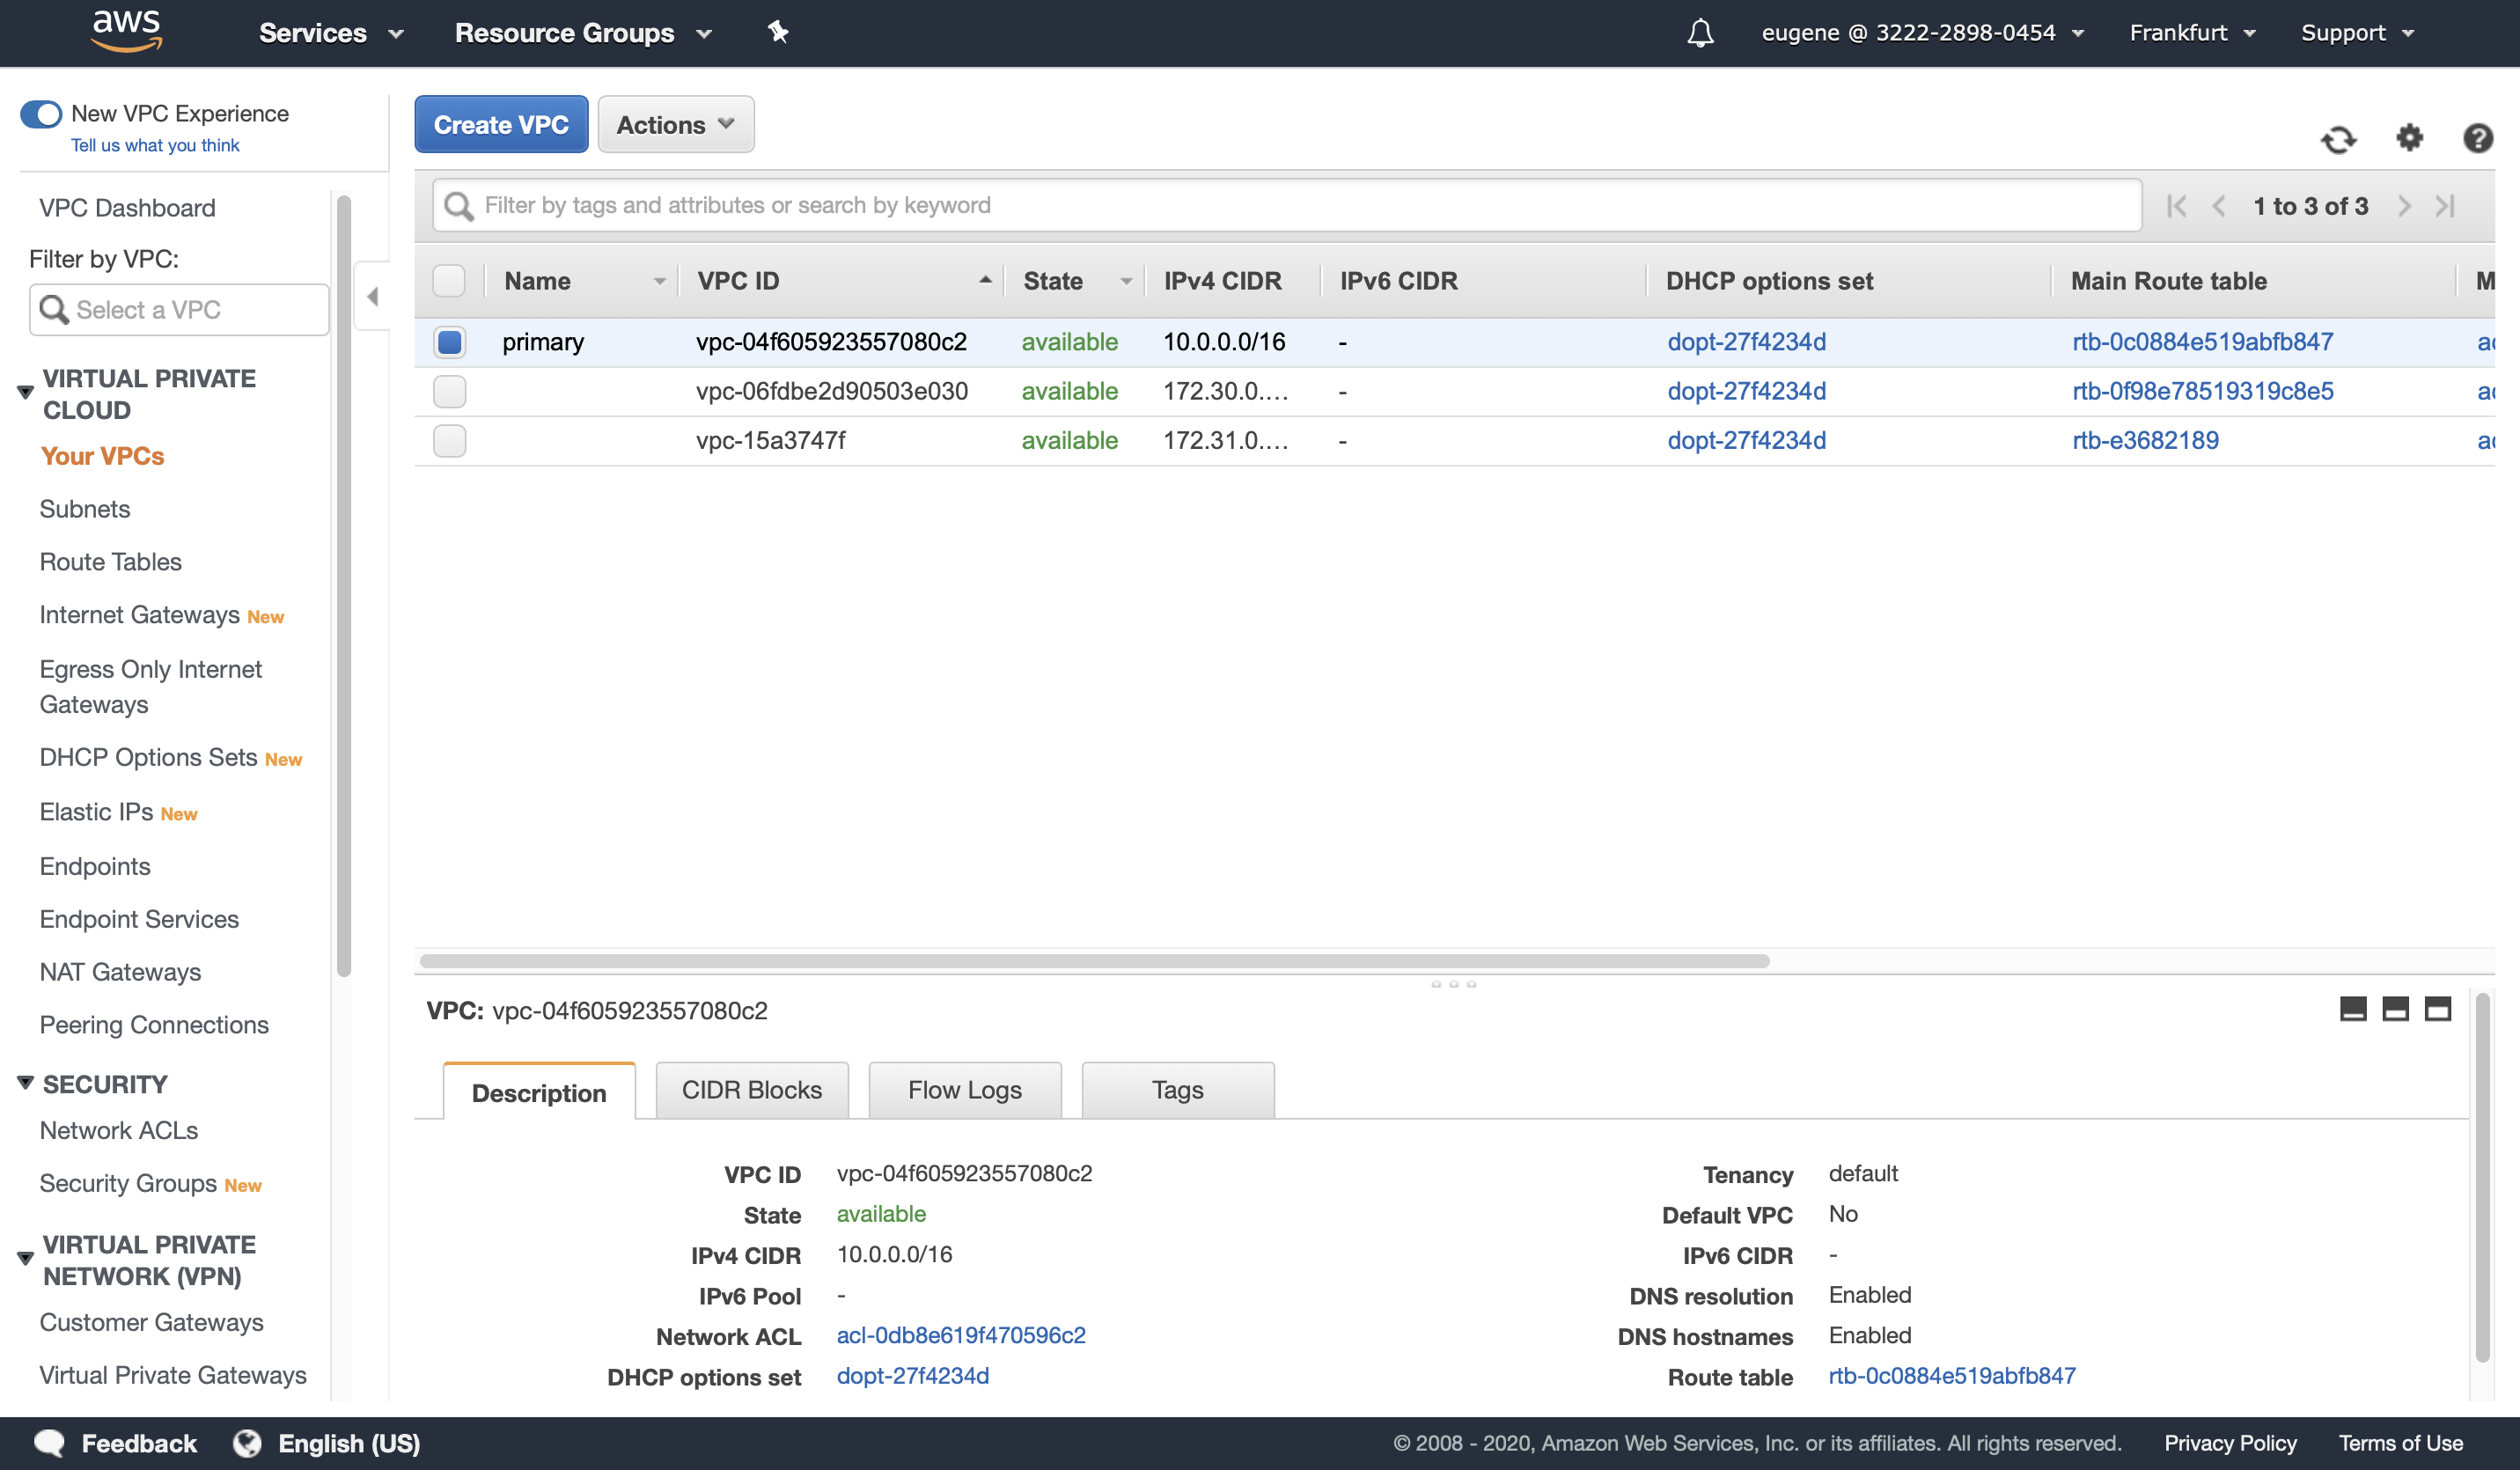 aws
Services
Resource Groups
eugene @ 3222-2898-0454
Frankfurt
Support
New VPC Experience
Tell us what you think
VPC Dashboard
Filter by VPC:
Select a VPC
VIRTUAL PRIVATE
CLOUD
Your VPCs
Subnets
Route Tables
Internet Gateways New
Egress Only Internet
Gateways
DHCP Options Sets New
Elastic IPs New
Endpoints
Endpoint Services
NAT Gateways
Peering Connections
SECURITY
Network ACLs
Security Groups New
VIRTUAL PRIVATE
NETWORK (VPN)
Customer Gateways
Virtual Private Gateways
Create VPC
Actions
Filter by tags and attributes or search by keyword
1 to 3 of 3
Name VPC ID State IPv4 CIDR IPv6 CIDR DHCP options set Main Route table M
primary vpc-04f605923557080c2 available 10.0.0.0/16 - dopt-27f4234d rtb-0c0884e519abfb847
vpc-06fdbe2d90503e030 available 172.30.0.... - dopt-27f4234d rtb-0f98e78519319c8e5
vpc-15a3747f available 172.31.0.... - dopt-27f4234d rtb-e3682189
VPC: vpc-04f605923557080c2
Description
CIDR Blocks
Flow Logs
Tags
VPC ID vpc-04f605923557080c2
State available
IPv4 CIDR 10.0.0.0/16
IPv6 Pool -
Network ACL acl-0db8e619f470596c2
DHCP options set dopt-27f4234d
Tenancy default
Default VPC No
IPv6 CIDR -
DNS resolution Enabled
DNS hostnames Enabled
Route table rtb-0c0884e519abfb847
Feedback
English (US)
© 2008 - 2020, Amazon Web Services, Inc. or its affiliates. All rights reserved.
Privacy Policy
Terms of Use